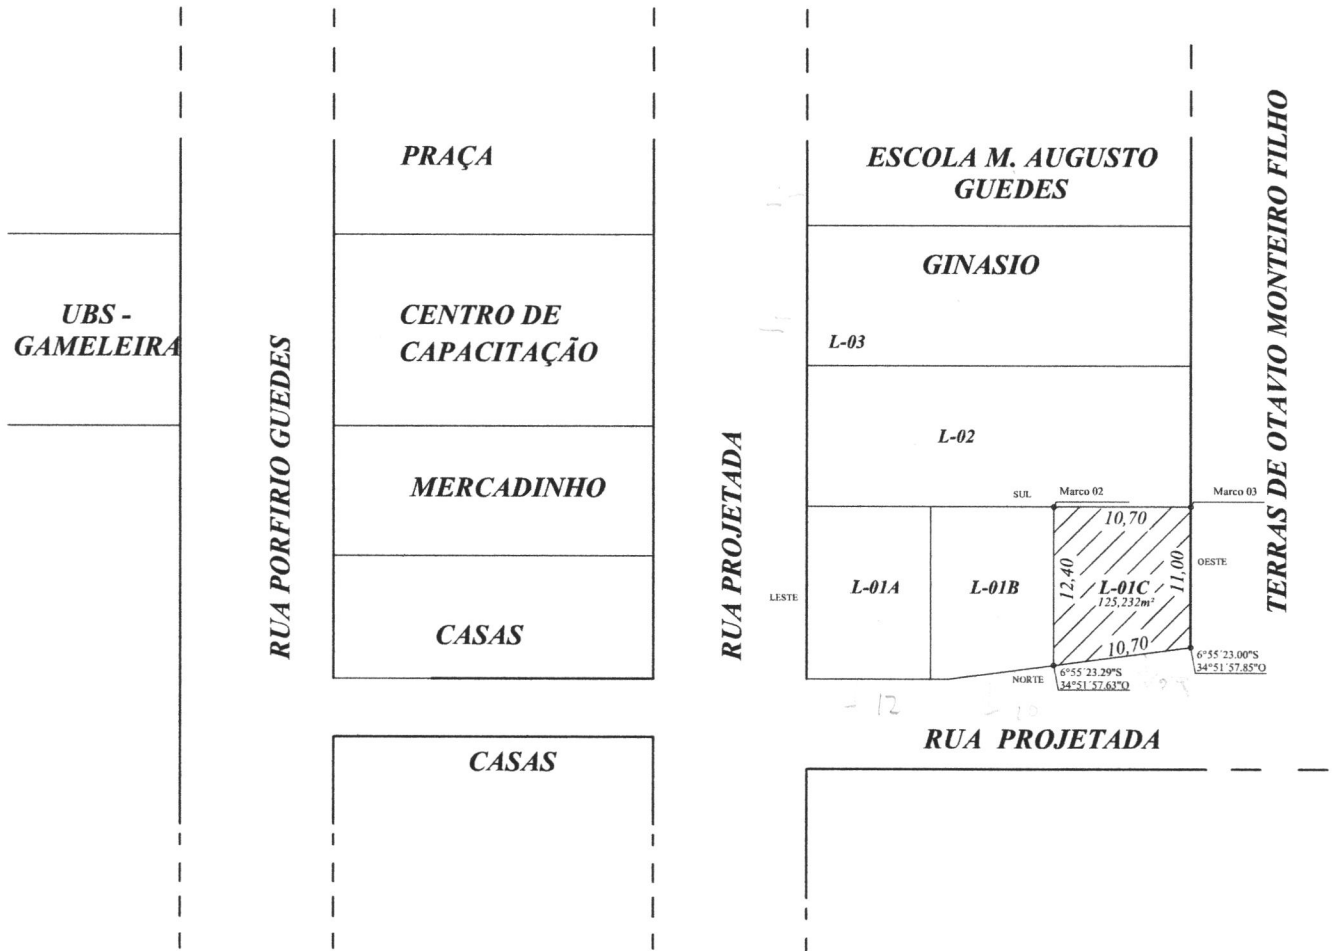 PRAÇA
ESCOLA M. AUGUSTO
GUEDES
TERRAS DE OTAVIO MONTEIRO FILHO
GINASIO
UBS -
GAMELEIRA
CENTRO DE
CAPACITAÇÃO
L-03
RUA PORFIRIO GUEDES
RUA PROJETADA
L-02
MERCADINHO
SUL
Marco 02
Marco 03
10,70
12,40
11,00
OESTE
LESTE
L-01A
L-01B
L-01C
125,232m²
CASAS
10,70
NORTE
6°55´23.29"S
34°51´57.63"O
6°55´23.00"S
34°51´57.85"O
- 12
- 10
RUA PROJETADA
CASAS